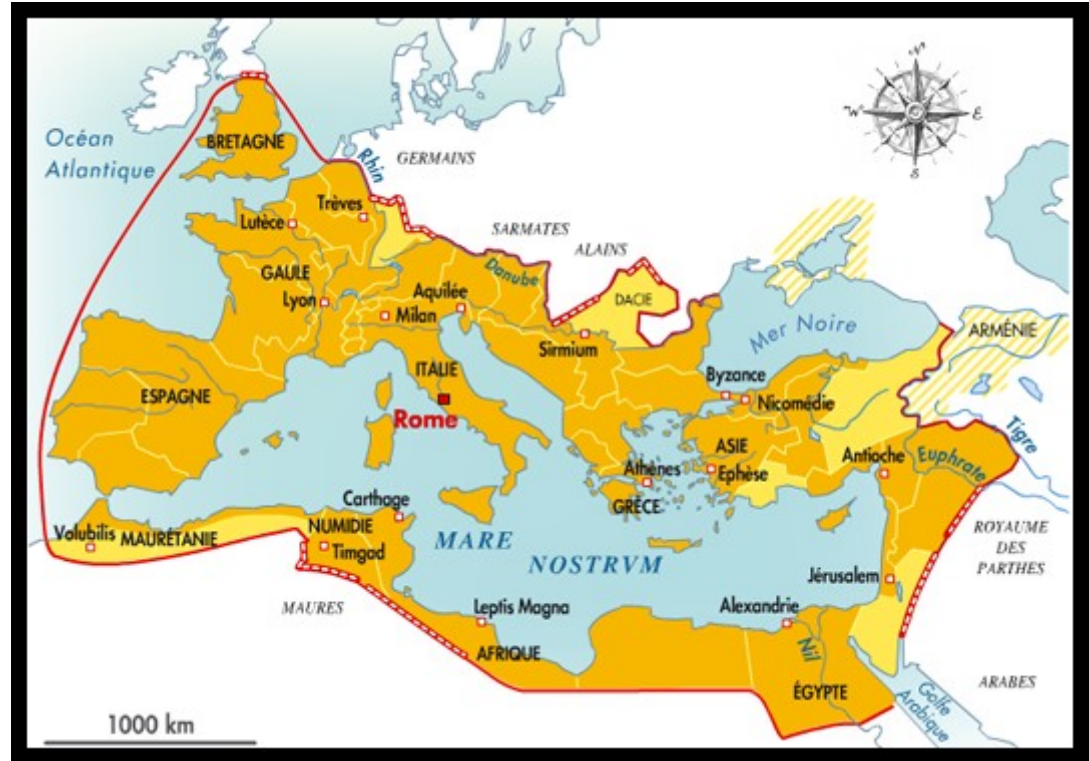 N
W
E
S
Océan
Atlantique
BRETAGNE
Rhin
GERMAINS
Trèves
Lutèce
SARMATES
ALAINS
GAULE
Lyon
Danube
Aquilée
Milan
DACIE
Sirmium
Mer Noire
ARMÉNIE
ITALIE
Byzance
Nicomédie
ESPAGNE
Rome
Tigre
ASIE
Antioche
Euphrate
Athènes
Ephèse
GRÈCE
Carthage
Volubilis
MAURÉTANIE
NUMIDIE
Timgad
MARE
NOSTRVM
ROYAUME
DES
PARTHES
Jérusalem
MAURES
Leptis Magna
Alexandrie
AFRIQUE
Nil
ÉGYPTE
ARABES
Golfe
Arabique
1000 km